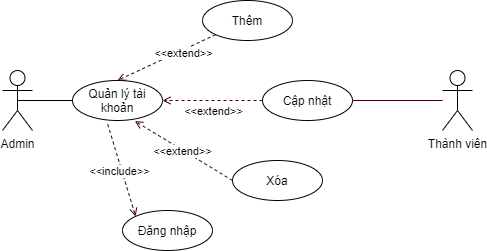 Thêm
<<extend>>
Quản lý tài
khoản
Cập nhật
<<extend>>
Admin
Thành viên
<<extend>>
<<include>>
Xóa
Đăng nhập